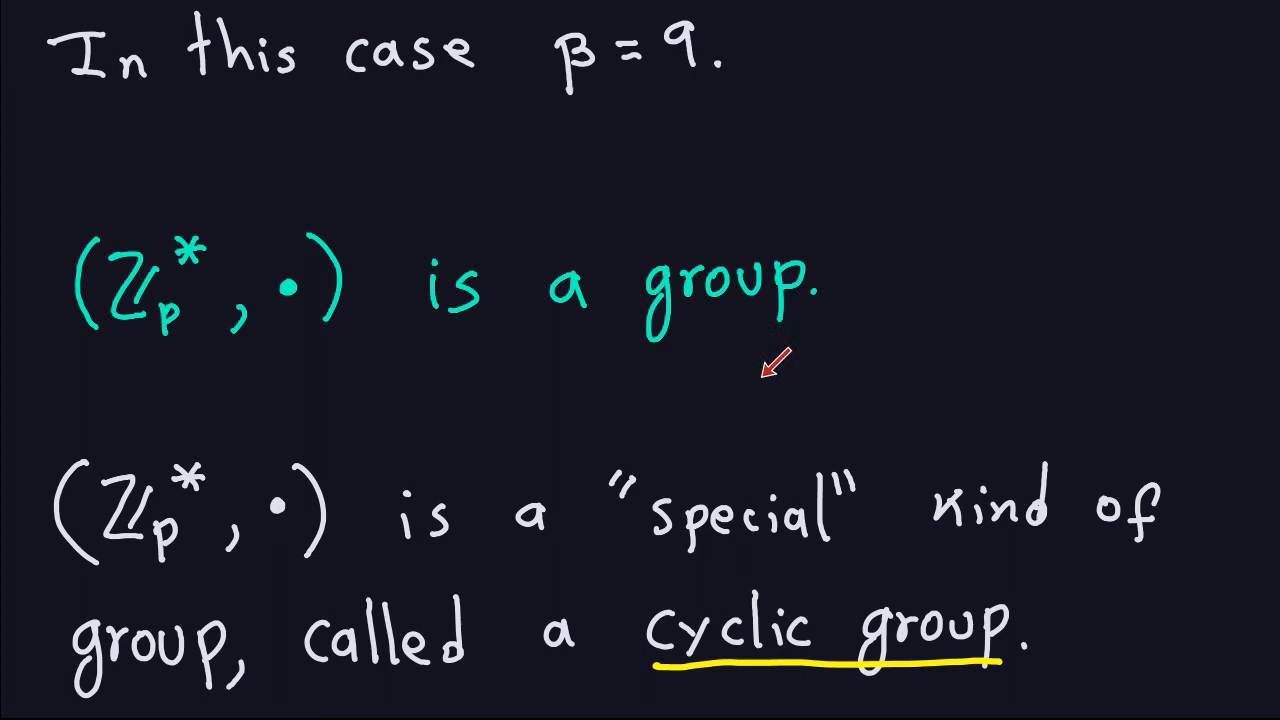 In this case β = 9.
(ℤₚ*, •) is a group.
(ℤₚ*, •) is a "special" kind of
group, called a cyclic group.